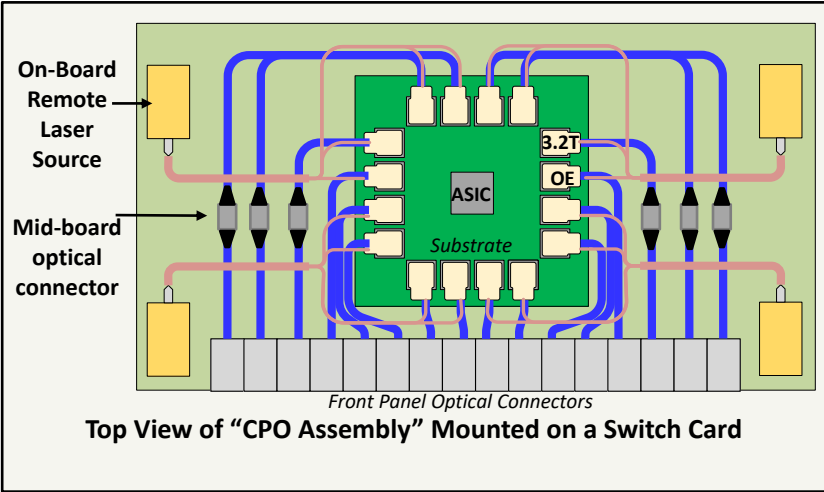 On-Board
Remote
Laser
Source
Mid-board
optical
connector
3.2T
OE
ASIC
Substrate
Front Panel Optical Connectors
Top View of “CPO Assembly” Mounted on a Switch Card